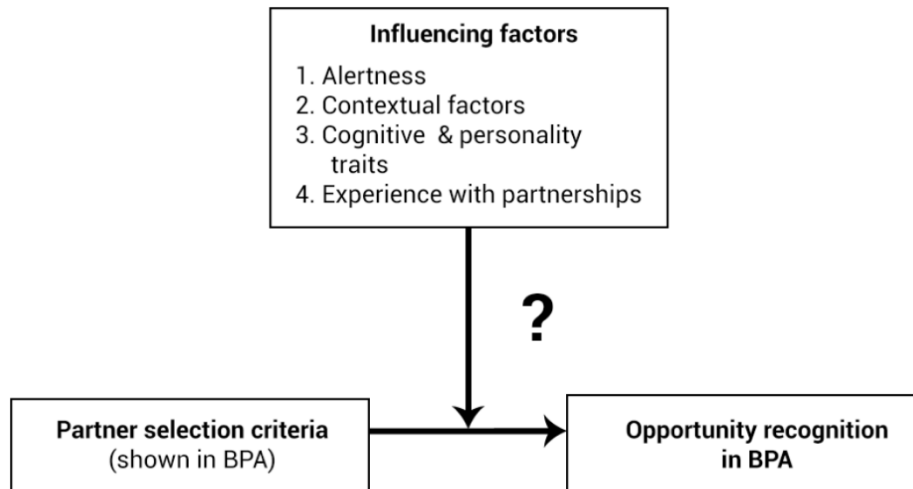 Influencing factors
1. Alertness
2. Contextual factors
3. Cognitive & personality
traits
4. Experience with partnerships
?
Partner selection criteria
(shown in BPA)
Opportunity recognition
in BPA